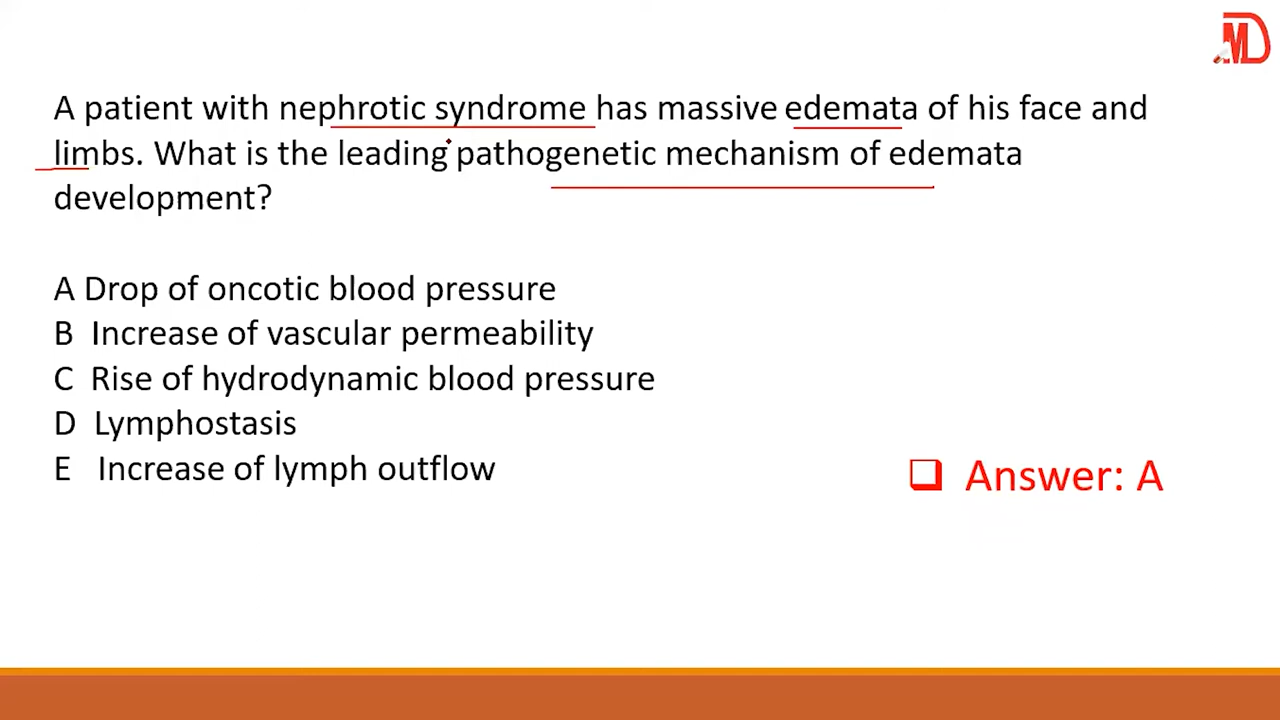 MD
A patient with nephrotic syndrome has massive edemata of his face and
limbs. What is the leading pathogenetic mechanism of edemata
development?
A Drop of oncotic blood pressure
B Increase of vascular permeability
C Rise of hydrodynamic blood pressure
D Lymphostasis
E Increase of lymph outflow
Answer: A